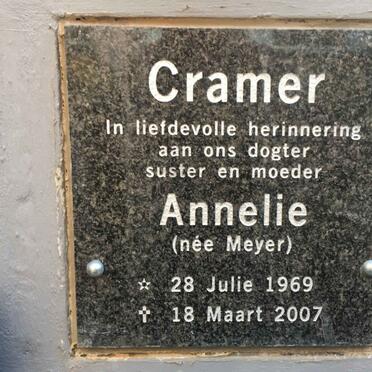 Cramer
In liefdevolle herinnering
aan ons dogter
suster en moeder
Annelie
(née Meyer)
☆ 28 Julie 1969
✝ 18 Maart 2007